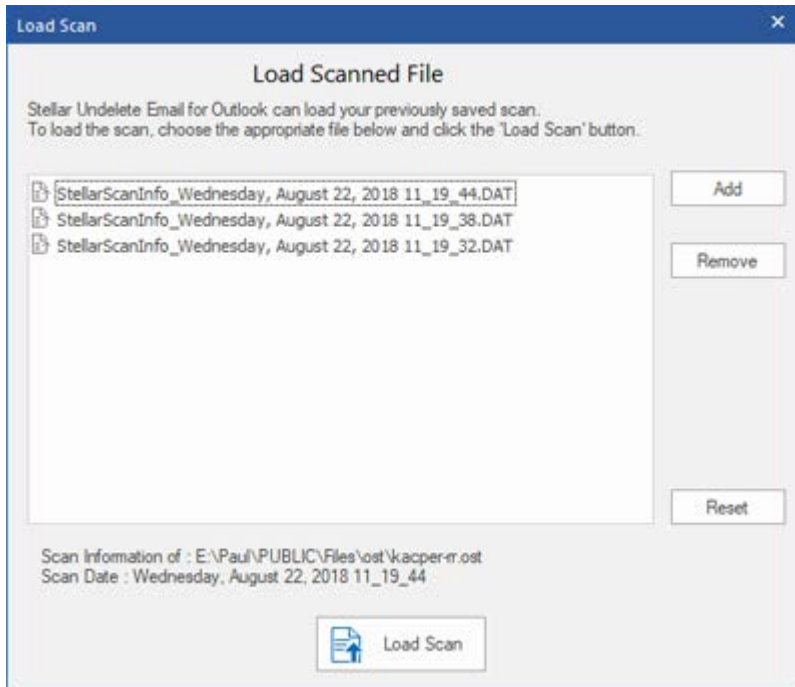 Load Scan
Load Scanned File
Stellar Undelete Email for Outlook can load your previously saved scan.
To load the scan, choose the appropriate file below and click the 'Load Scan' button.
StellarScanInfo_Wednesday, August 22, 2018 11_19_44.DAT
Add
StellarScanInfo_Wednesday, August 22, 2018 11_19_38.DAT
StellarScanInfo_Wednesday, August 22, 2018 11_19_32.DAT
Remove
Reset
Scan Information of : E:\Paul\PUBLIC\Files\ost\kacper-rr.ost
Scan Date : Wednesday, August 22, 2018 11_19_44
Load Scan